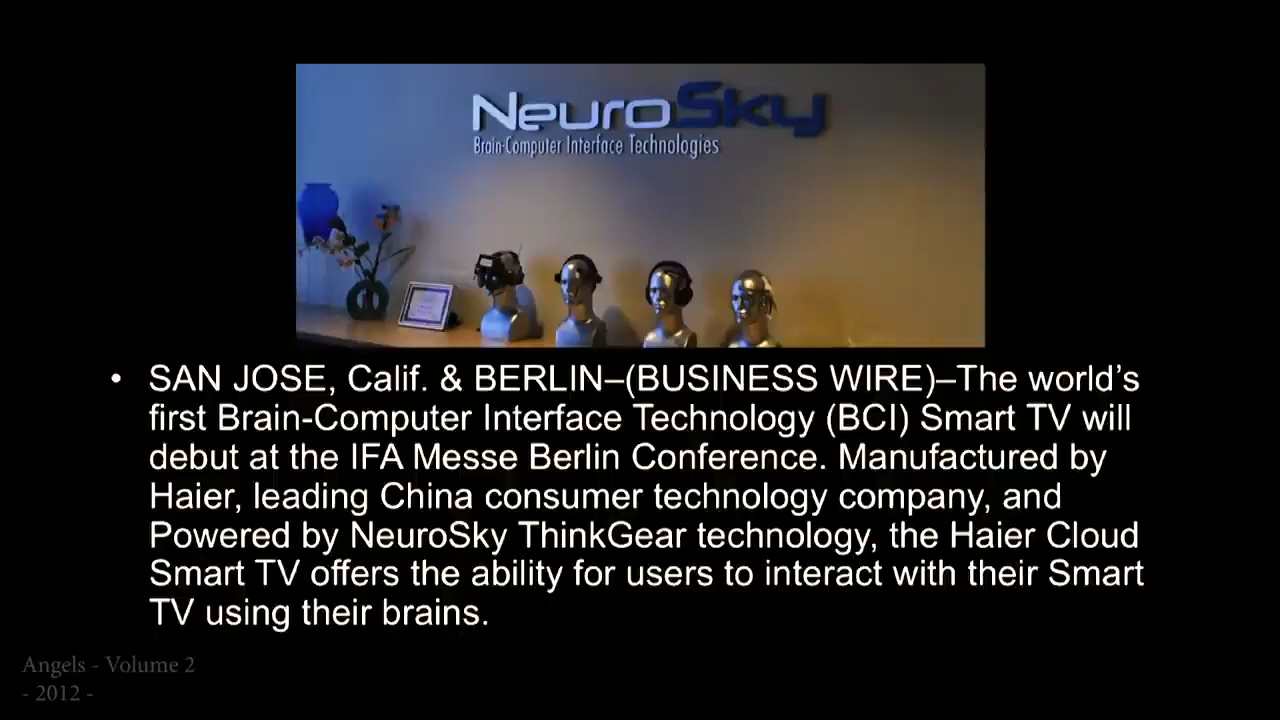 NeuroSky
Brain-Computer Interface Technologies
• SAN JOSE, Calif. & BERLIN–(BUSINESS WIRE)–The world’s
first Brain-Computer Interface Technology (BCI) Smart TV will
debut at the IFA Messe Berlin Conference. Manufactured by
Haier, leading China consumer technology company, and
Powered by NeuroSky ThinkGear technology, the Haier Cloud
Smart TV offers the ability for users to interact with their Smart
TV using their brains.
Angels - Volume 2
- 2012 -